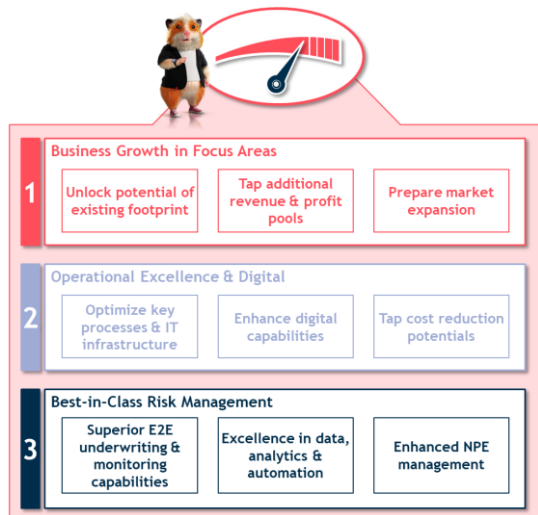 1
Business Growth in Focus Areas
Unlock potential of
existing footprint
Tap additional
revenue & profit
pools
Prepare market
expansion
2
Operational Excellence & Digital
Optimize key
processes & IT
infrastructure
Enhance digital
capabilities
Tap cost reduction
potentials
3
Best-in-Class Risk Management
Superior E2E
underwriting &
monitoring
capabilities
Excellence in data,
analytics &
automation
Enhanced NPE
management